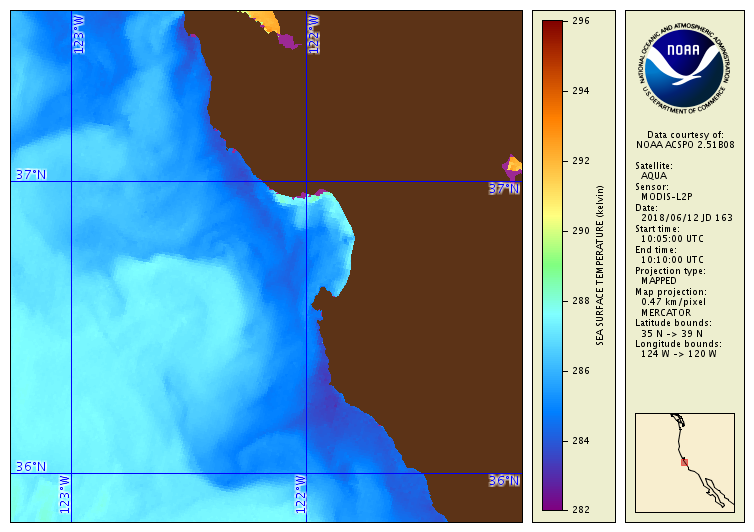 123°W
122°W
37°N
37°N
36°N
36°N
123°W
122°W
296
294
292
290
288
286
284
282
SEA SURFACE TEMPERATURE (kelvin)
NATIONAL OCEANIC AND ATMOSPHERIC ADMINISTRATION
NOAA
U.S. DEPARTMENT OF COMMERCE
Data courtesy of:
NOAA ACSPO 2.51B08
Satellite:
AQUA
Sensor:
MODIS-L2P
Date:
2018/06/12 JD 163
Start time:
10:05:00 UTC
End time:
10:10:00 UTC
Projection type:
MAPPED
Map projection:
0.47 km/pixel
MERCATOR
Latitude bounds:
35 N -> 39 N
Longitude bounds:
124 W -> 120 W